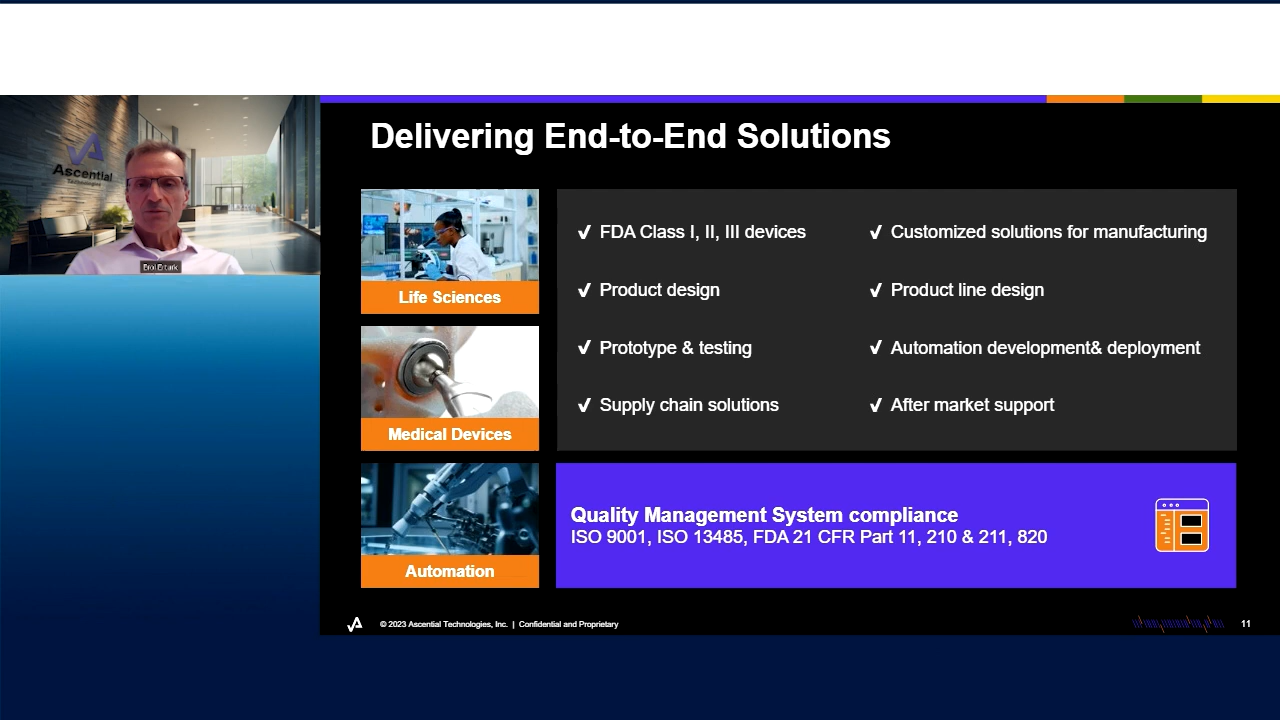 Delivering End-to-End Solutions
Ascential
Technologies
Erol Erturk
Life Sciences
Medical Devices
Automation
✓ FDA Class I, II, III devices
✓ Product design
✓ Prototype & testing
✓ Supply chain solutions
✓ Customized solutions for manufacturing
✓ Product line design
✓ Automation development& deployment
✓ After market support
Quality Management System compliance
ISO 9001, ISO 13485, FDA 21 CFR Part 11, 210 & 211, 820
© 2023 Ascential Technologies, Inc. | Confidential and Proprietary
11